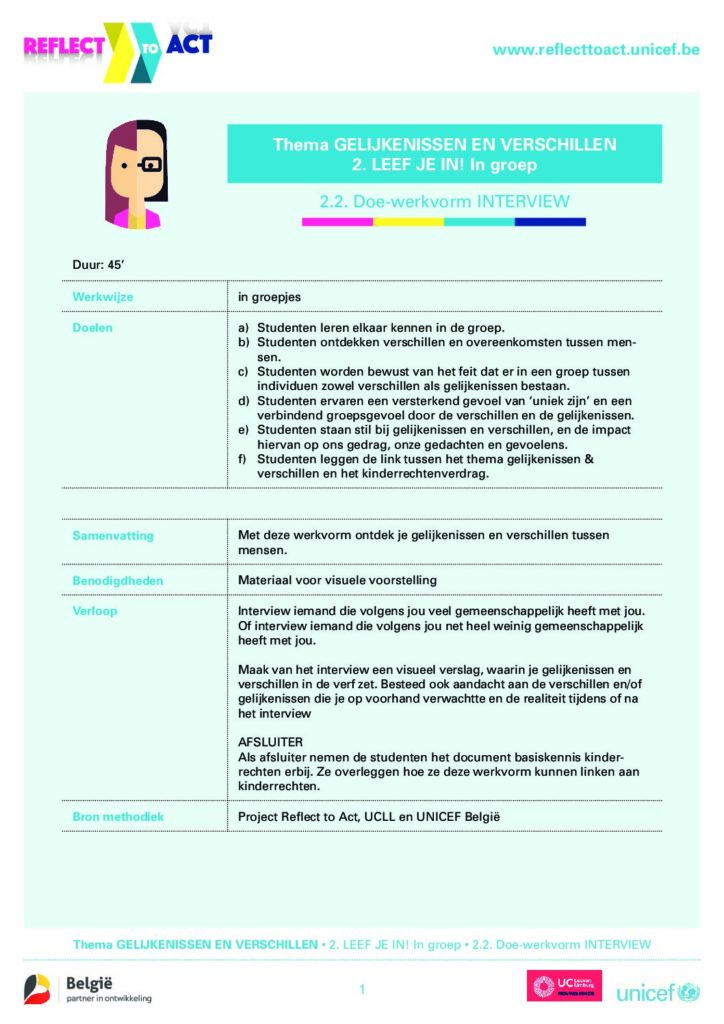 REFLECT TO ACT
www.reflecttoact.unicef.be
Thema GELIJKENISSEN EN VERSCHILLEN
2. LEEF JE IN! In groep
2.2. Doe-werkvorm INTERVIEW
Duur: 45’
Werkwijze
in groepjes
Doelen
a) Studenten leren elkaar kennen in de groep.
b) Studenten ontdekken verschillen en overeenkomsten tussen men-
sen.
c) Studenten worden bewust van het feit dat er in een groep tussen
individuen zowel verschillen als gelijkenissen bestaan.
d) Studenten ervaren een versterkend gevoel van ‘uniek zijn’ en een
verbindend groepsgevoel door de verschillen en de gelijkenissen.
e) Studenten staan stil bij gelijkenissen en verschillen, en de impact
hiervan op ons gedrag, onze gedachten en gevoelens.
f) Studenten leggen de link tussen het thema gelijkenissen &
verschillen en het kinderrechtenverdrag.
Samenvatting
Met deze werkvorm ontdek je gelijkenissen en verschillen tussen
mensen.
Benodigdheden
Materiaal voor visuele voorstelling
Verloop
Interview iemand die volgens jou veel gemeenschappelijk heeft met jou.
Of interview iemand die volgens jou net heel weinig gemeenschappelijk
heeft met jou.
Maak van het interview een visueel verslag, waarin je gelijkenissen en
verschillen in de verf zet. Besteed ook aandacht aan de verschillen en/of
gelijkenissen die je op voorhand verwachtte en de realiteit tijdens of na
het interview
AFSLUITER
Als afsluiter nemen de studenten het document basiskennis kinder-
rechten erbij. Ze overleggen hoe ze deze werkvorm kunnen linken aan
kinderrechten.
Bron methodiek
Project Reflect to Act, UCLL en UNICEF België
Thema GELIJKENISSEN EN VERSCHILLEN • 2. LEEF JE IN! In groep • 2.2. Doe-werkvorm INTERVIEW
België
partner in ontwikkeling
1
UC Leuven
Limburg
unicef